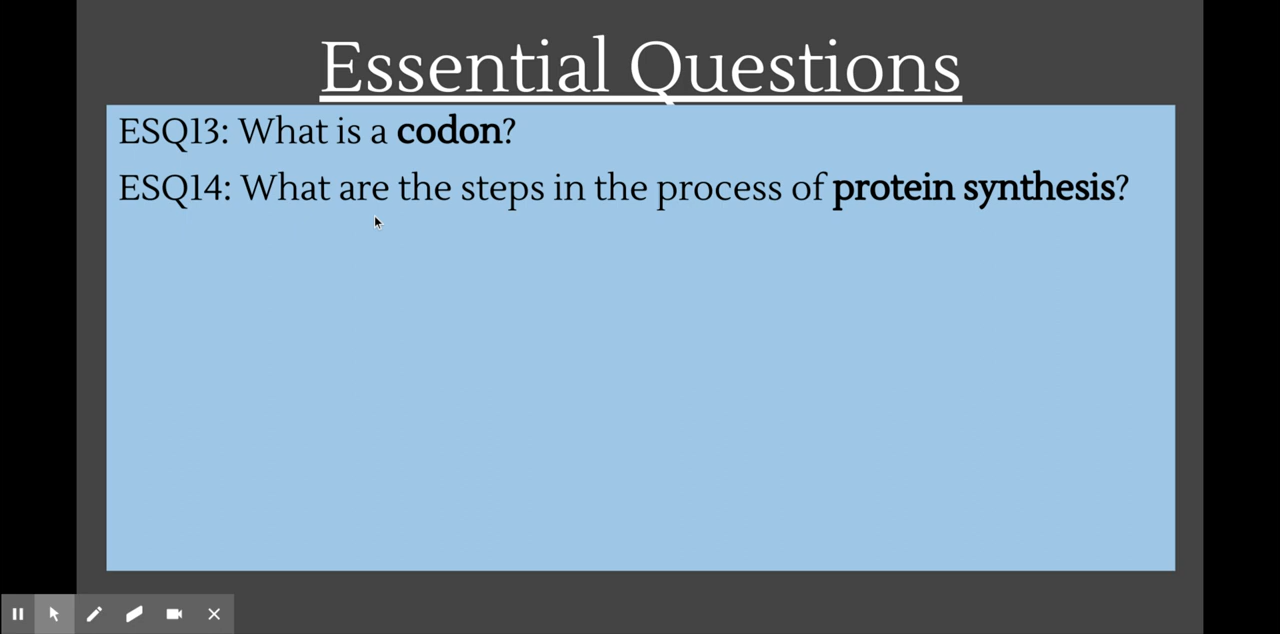 Essential Questions
ESQ13: What is a codon?
ESQ14: What are the steps in the process of protein synthesis?